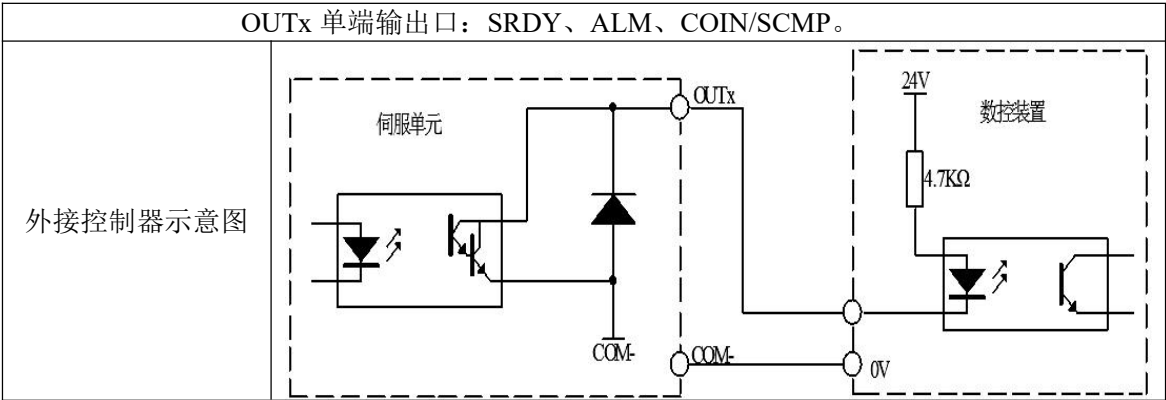 OUTx 单端输出口：SRDY、ALM、COIN/SCMP。
外接控制器示意图
伺服单元
OUTx
COM-
COM-
24V
数控装置
4.7KΩ
0V